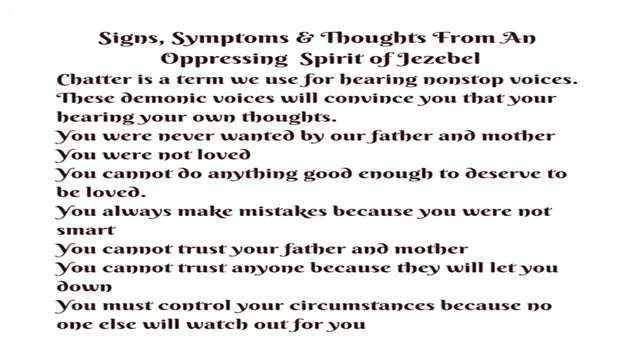 Signs, Symptoms & Thoughts From An
Oppressing Spirit of Jezebel
Chatter is a term we use for hearing nonstop voices.
These demonic voices will convince you that your
hearing your own thoughts.
You were never wanted by our father and mother
You were not loved
You cannot do anything good enough to deserve to
be loved.
You always make mistakes because you were not
smart
You cannot trust your father and mother
You cannot trust anyone because they will let you
down
You must control your circumstances because no
one else will watch out for you